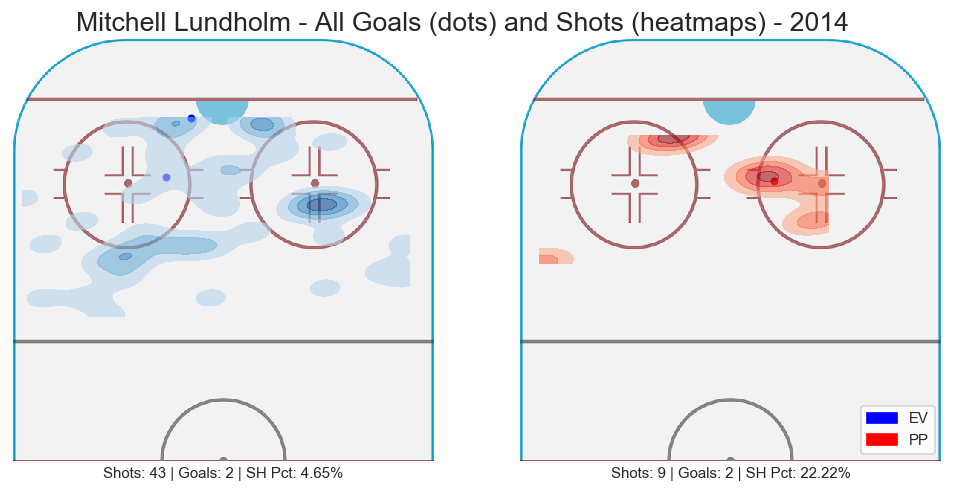 Mitchell Lundholm - All Goals (dots) and Shots (heatmaps) - 2014
EV
PP
Shots: 43 | Goals: 2 | SH Pct: 4.65%
Shots: 9 | Goals: 2 | SH Pct: 22.22%